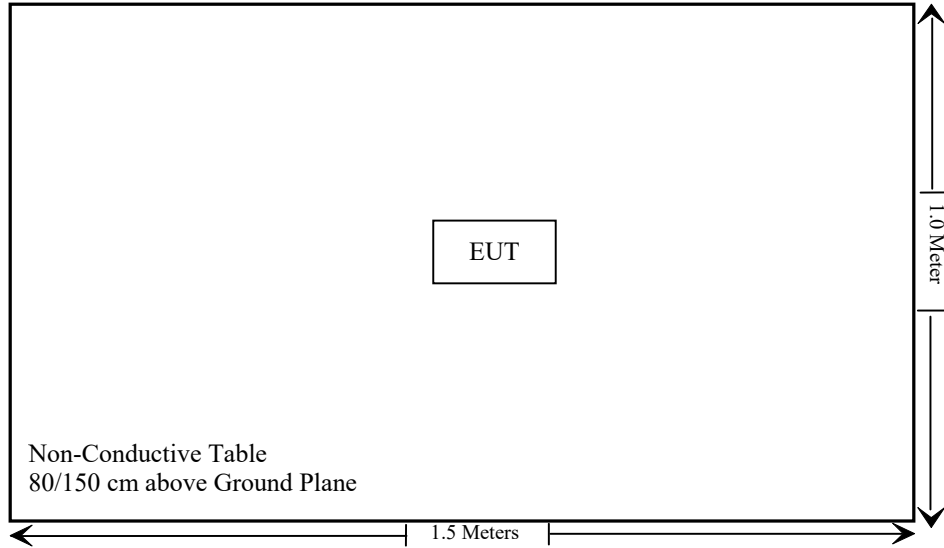 EUT
1.0 Meter
Non-Conductive Table
80/150 cm above Ground Plane
1.5 Meters